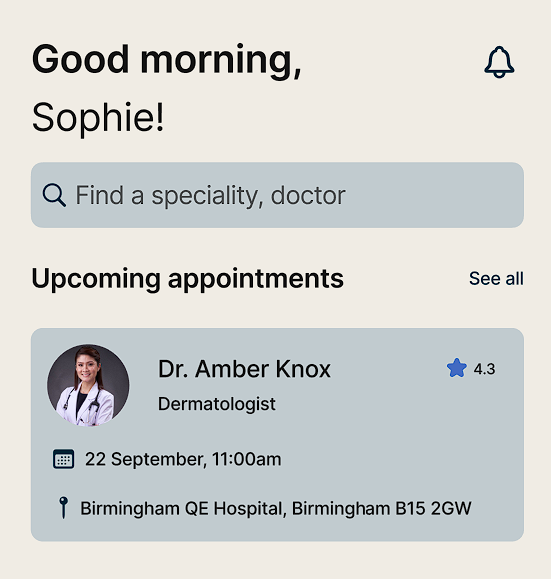 Good morning,
Sophie!
Find a speciality, doctor
Upcoming appointments See all
Dr. Amber Knox 4.3
Dermatologist
22 September, 11:00am
Birmingham QE Hospital, Birmingham B15 2GW